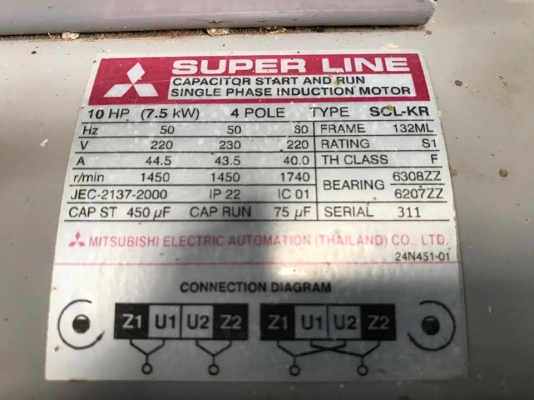 SUPER LINE
CAPACITOR START AND RUN
SINGLE PHASE INDUCTION MOTOR
10 HP (7.5 kW) 4 POLE TYPE SCL-KR
Hz 50 50 60 FRAME 132ML
V 220 230 220 RATING S1
A 44.5 43.5 40.0 TH CLASS F
r/min 1450 1450 1740 BEARING 6308ZZ
JEC-2137-2000 IP 22 IC 01 6207ZZ
CAP ST 450 µF CAP RUN 75 µF SERIAL 311
MITSUBISHI ELECTRIC AUTOMATION (THAILAND) CO., LTD.
24N451-01
CONNECTION DIAGRAM
Z1 U1 U2 Z2 Z1 U1 U2 Z2